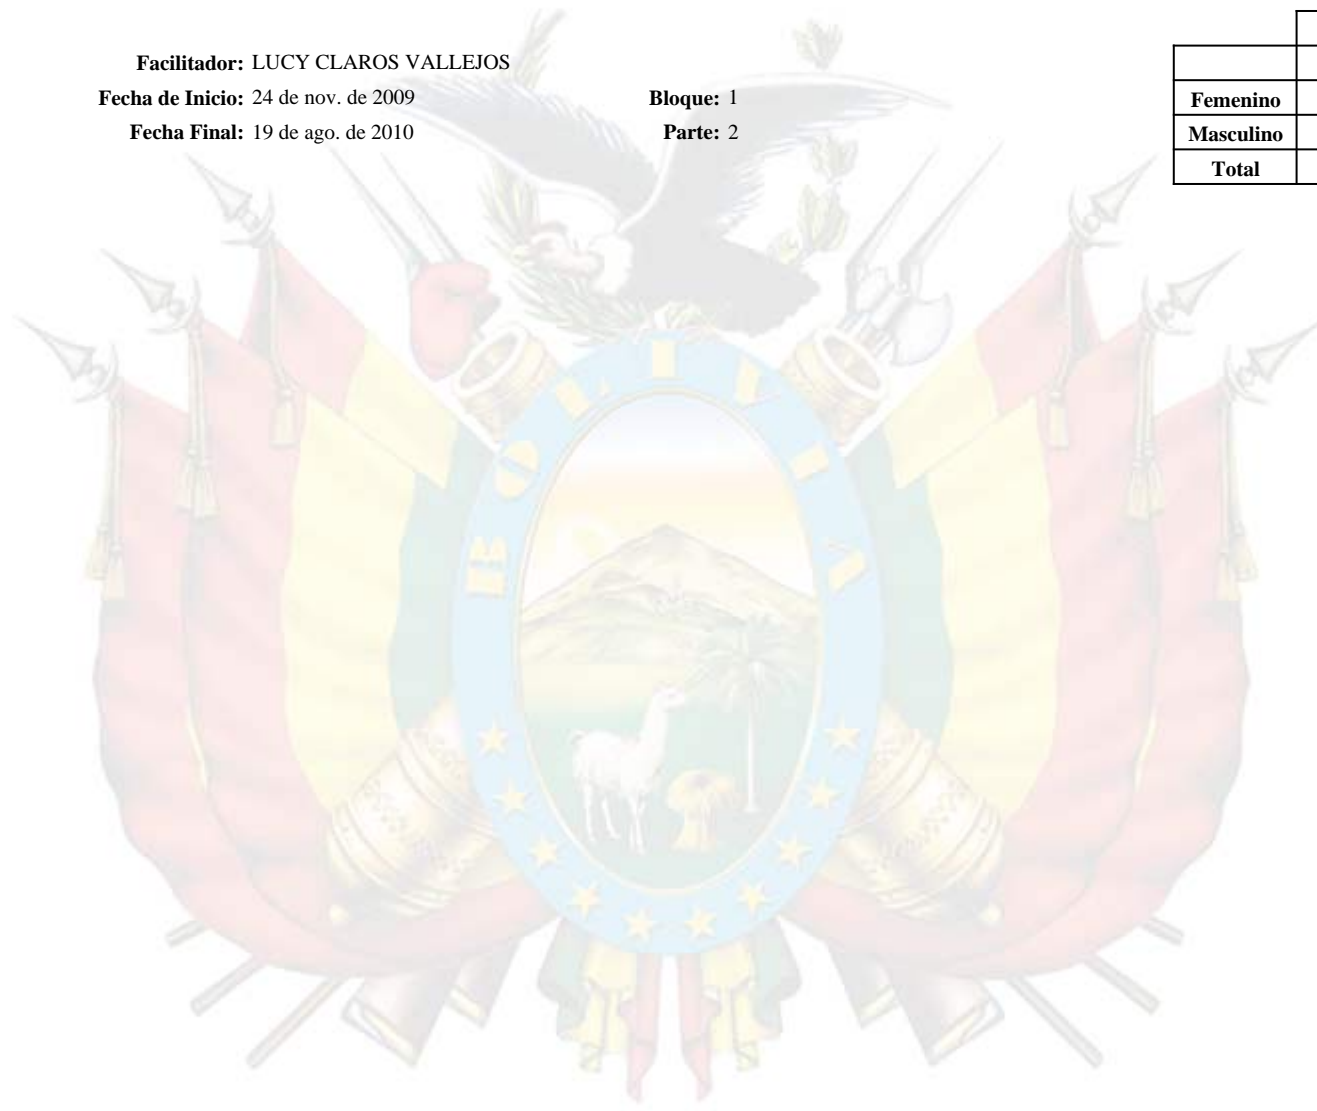 Facilitador: LUCY CLAROS VALLEJOS
Fecha de Inicio: 24 de nov. de 2009 Bloque: 1
Fecha Final: 19 de ago. de 2010 Parte: 2
Femenino
Masculino
Total
BOLIVIA